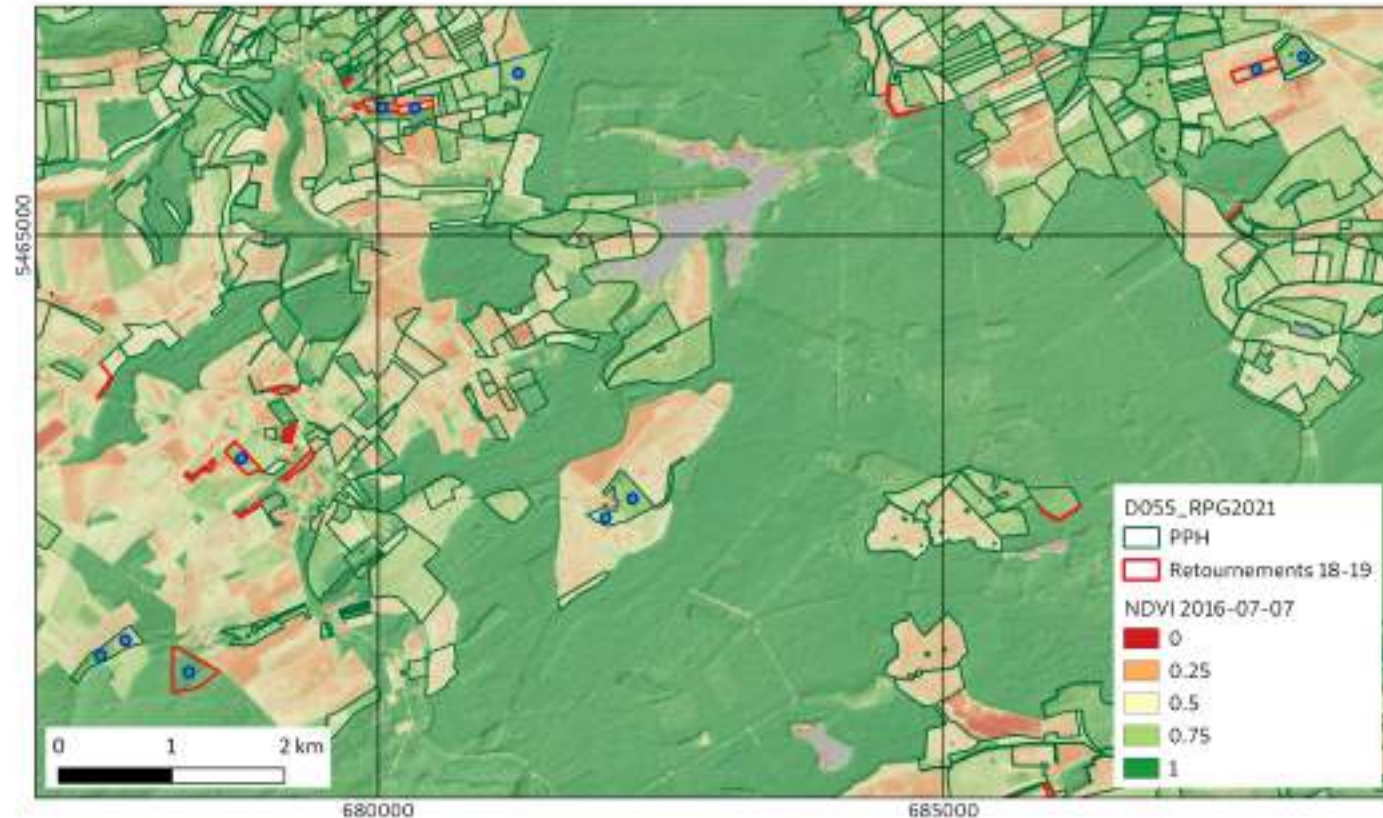 5465000
D055_RPG2021
PPH
Retournements 18-19
NDVI 2016-07-07
0
0.25
0.5
0.75
1
0 1 2 km
680000 685000